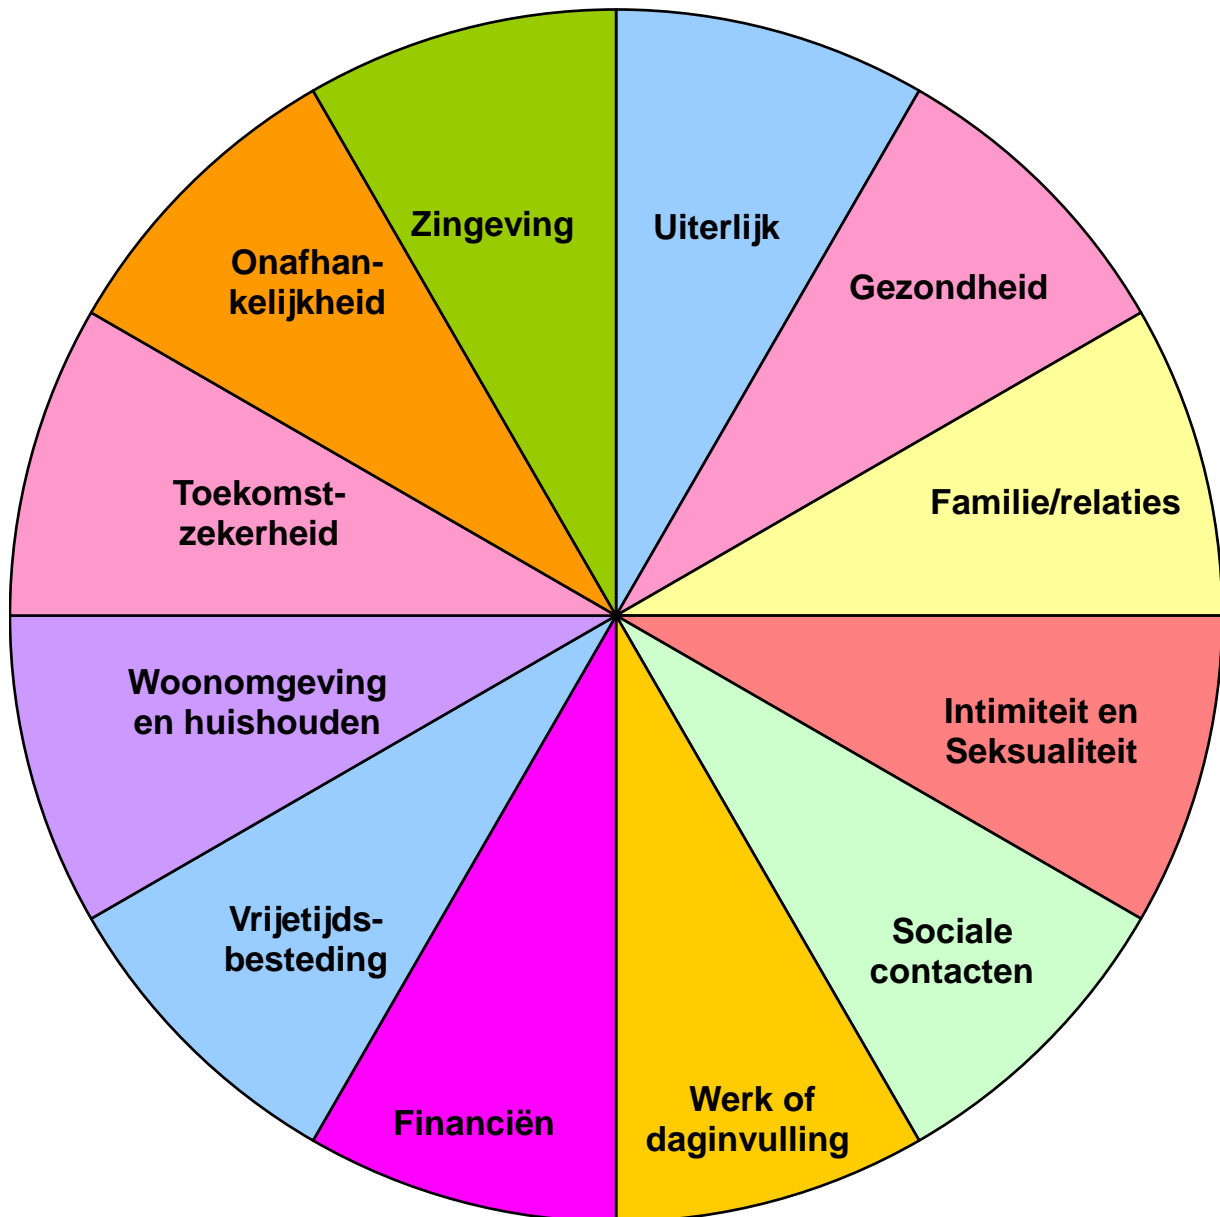 Zingeving
Uiterlijk
Onafhan-
kelijkheid
Gezondheid
Toekomst-
zekerheid
Familie/relaties
Woonomgeving
en huishouden
Intimiteit en
Seksualiteit
Vrijetijds-
besteding
Sociale
contacten
Financiën
Werk of
daginvulling